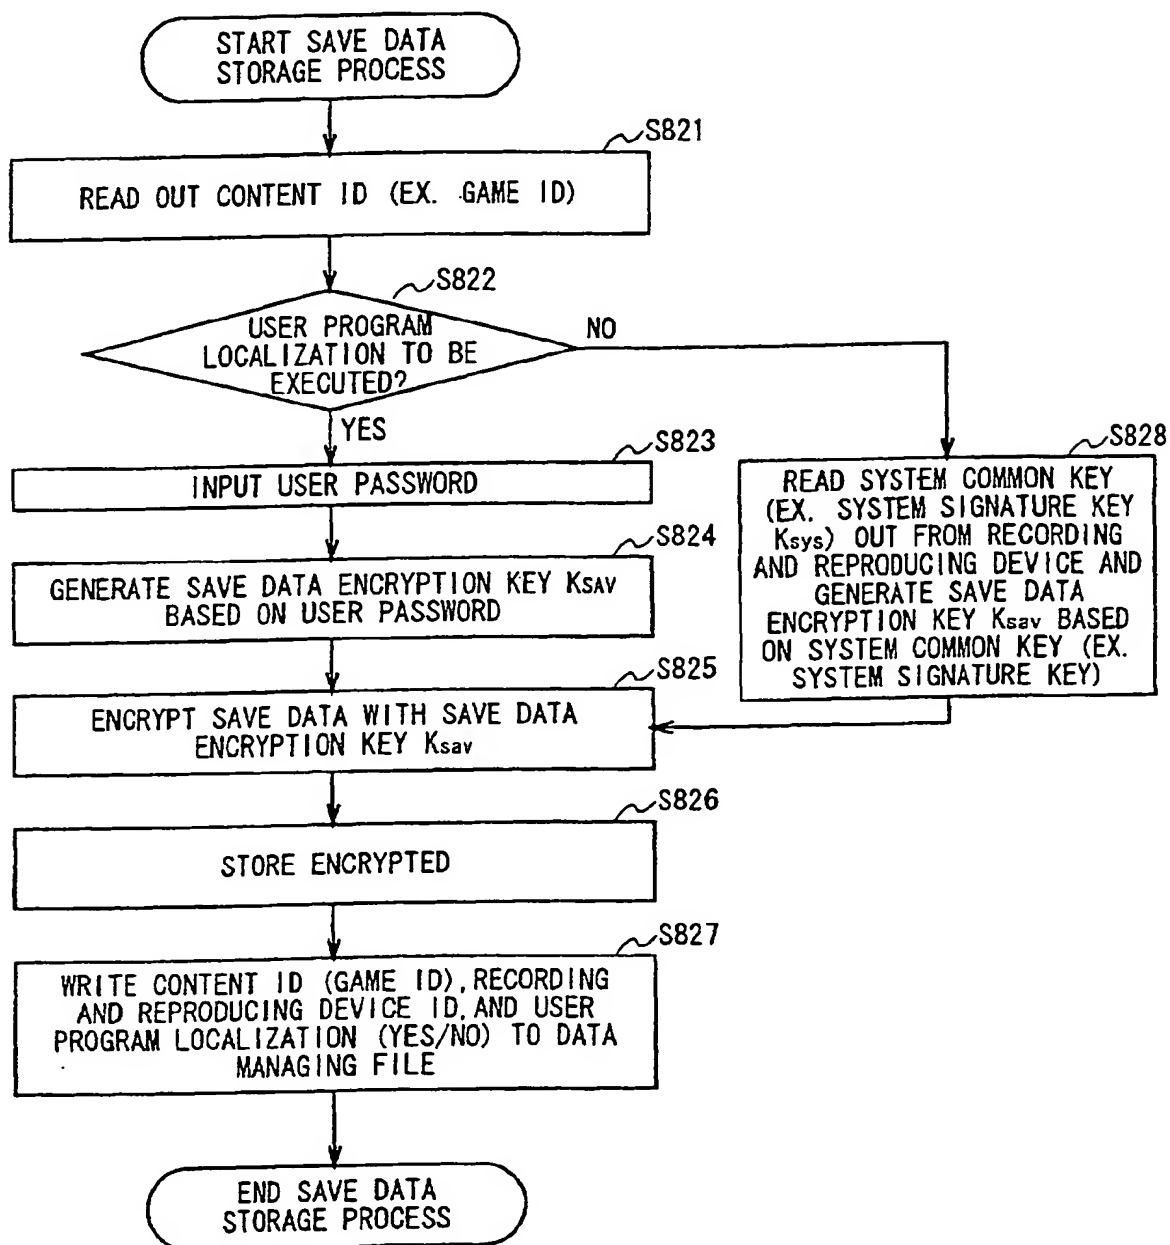 START SAVE DATA
STORAGE PROCESS
S821
READ OUT CONTENT ID (EX. GAME ID)
S822
USER PROGRAM
LOCALIZATION TO BE
EXECUTED?
NO
YES
S823
INPUT USER PASSWORD
S828
READ SYSTEM COMMON KEY
(EX. SYSTEM SIGNATURE KEY
Ksys) OUT FROM RECORDING
AND REPRODUCING DEVICE AND
GENERATE SAVE DATA
ENCRYPTION KEY Ksav BASED
ON SYSTEM COMMON KEY (EX.
SYSTEM SIGNATURE KEY)
S824
GENERATE SAVE DATA ENCRYPTION KEY Ksav
BASED ON USER PASSWORD
S825
ENCRYPT SAVE DATA WITH SAVE DATA
ENCRYPTION KEY Ksav
S826
STORE ENCRYPTED
S827
WRITE CONTENT ID (GAME ID), RECORDING
AND REPRODUCING DEVICE ID, AND USER
PROGRAM LOCALIZATION (YES/NO) TO DATA
MANAGING FILE
END SAVE DATA
STORAGE PROCESS